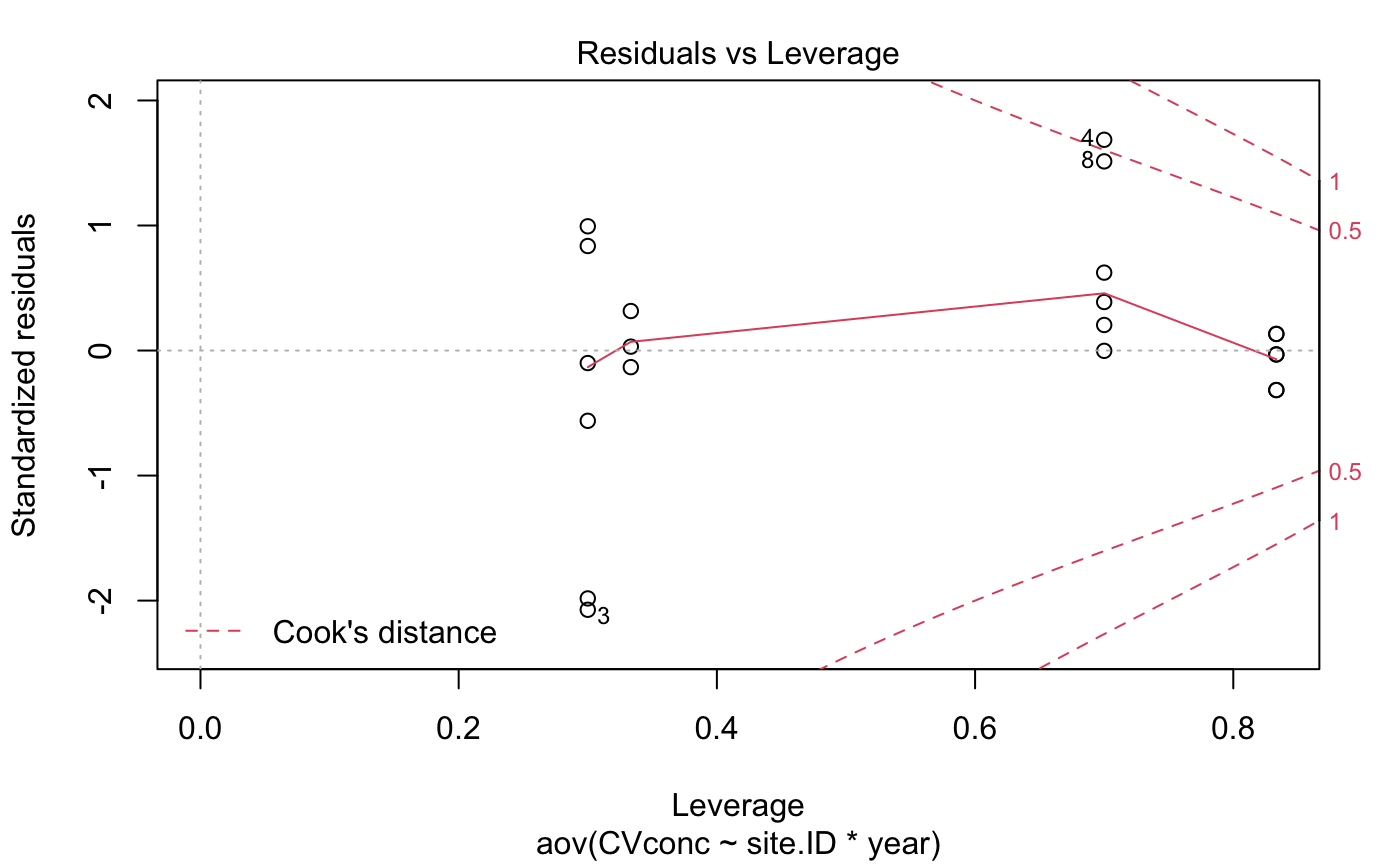 Residuals vs Leverage
Standardized residuals
2
1
0
-1
-2
4
8
3
1
0.5
0.5
1
Cook's distance
0.0 0.2 0.4 0.6 0.8
Leverage
aov(CVconc ~ site.ID * year)